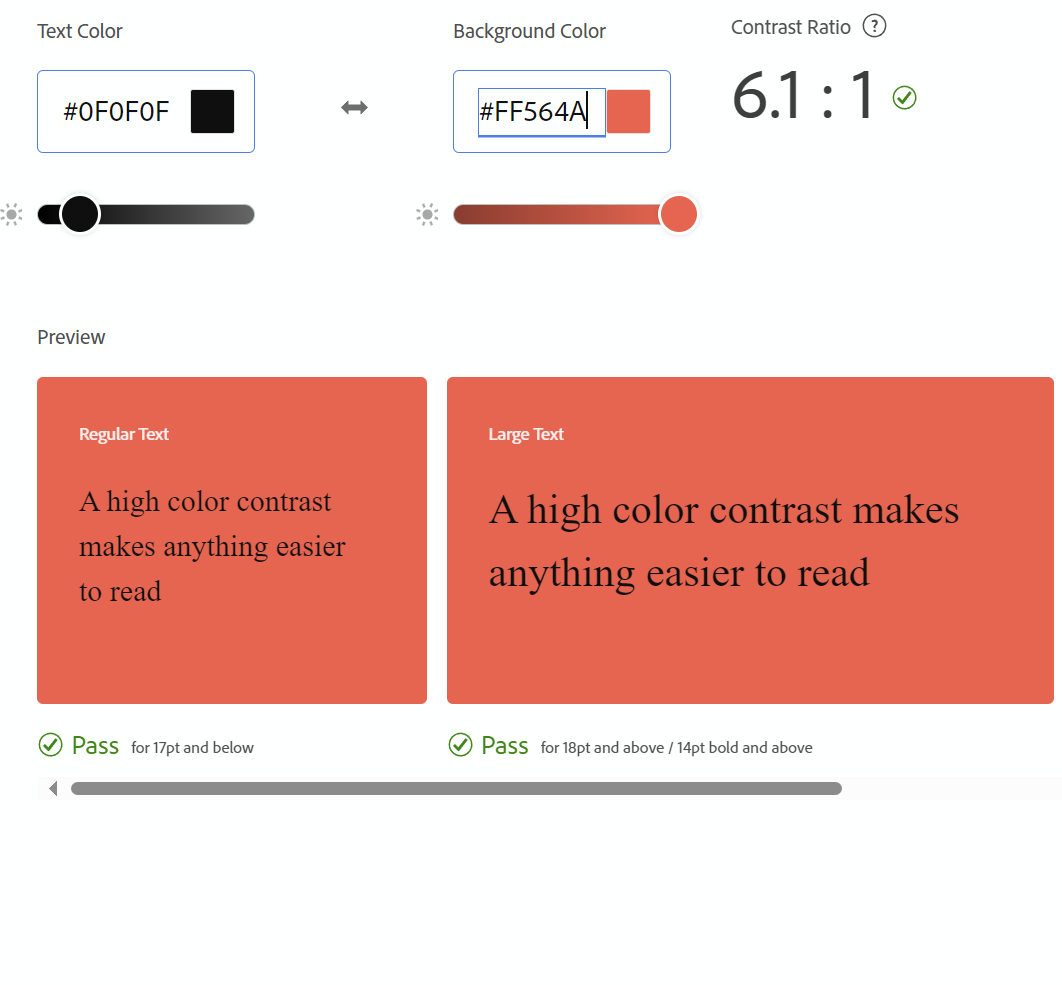 Text Color
#0F0F0F
Background Color
#FF564A
Contrast Ratio ?
6.1 : 1
Preview
Regular Text
A high color contrast
makes anything easier
to read
Large Text
A high color contrast makes
anything easier to read
Pass for 17pt and below
Pass for 18pt and above / 14pt bold and above